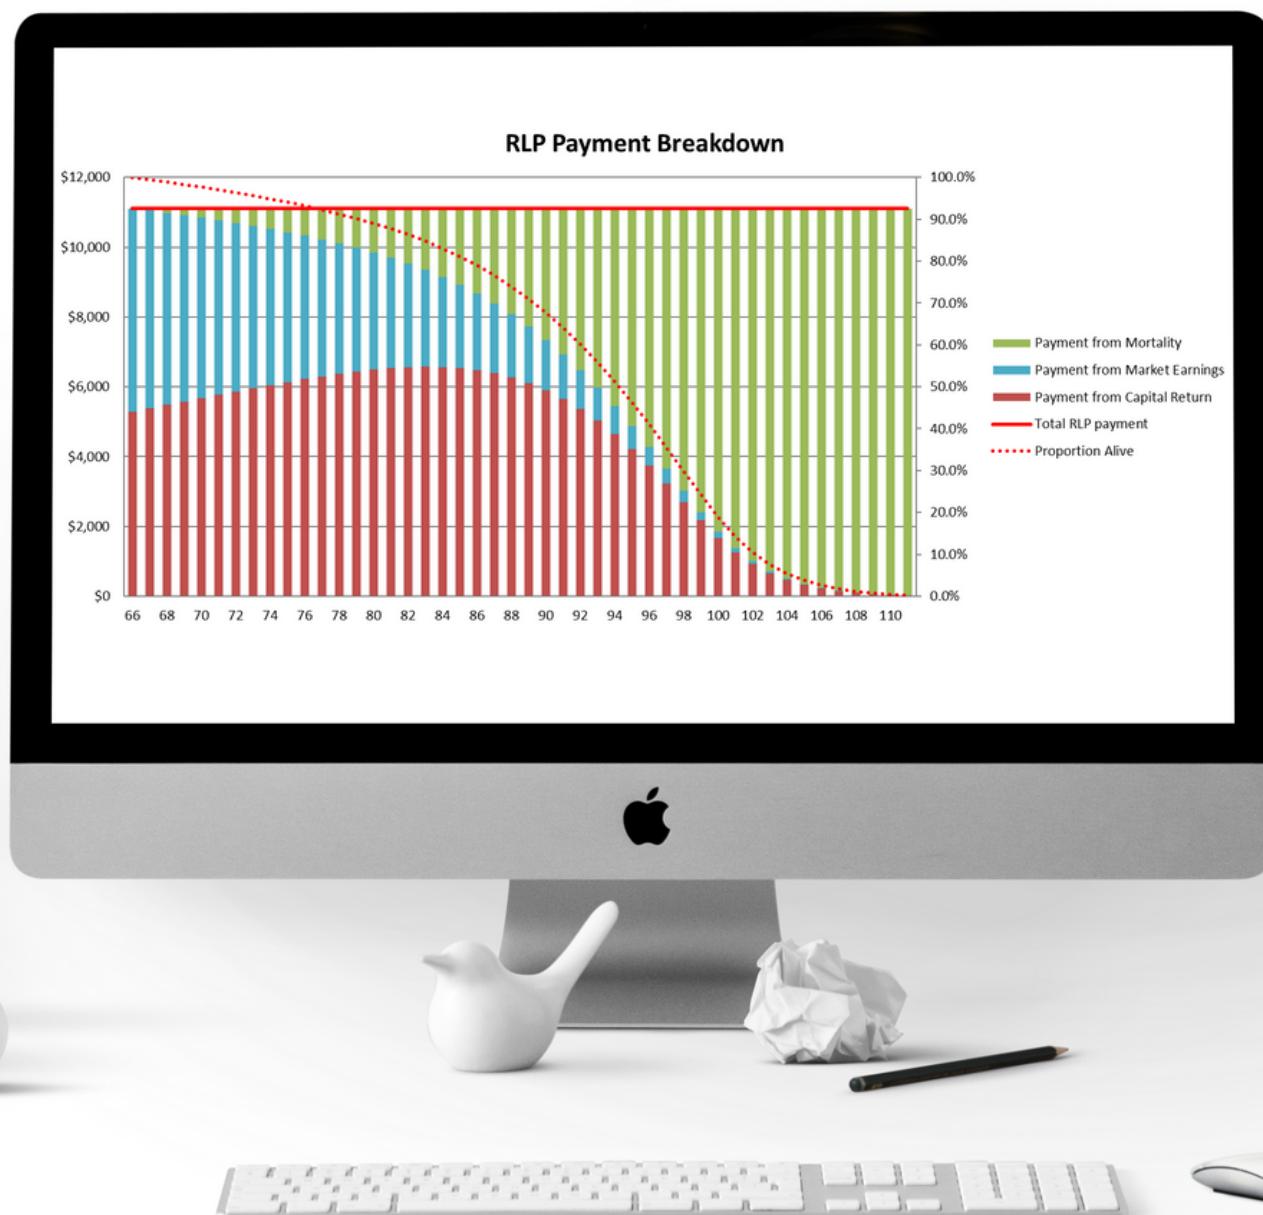 RLP Payment Breakdown
$12,000
$10,000
$8,000
$6,000
$4,000
$2,000
$0
100.0%
90.0%
80.0%
70.0%
60.0%
50.0%
40.0%
30.0%
20.0%
10.0%
0.0%
66 68 70 72 74 76 78 80 82 84 86 88 90 92 94 96 98 100 102 104 106 108 110
Payment from Mortality
Payment from Market Earnings
Payment from Capital Return
Total RLP payment
Proportion Alive